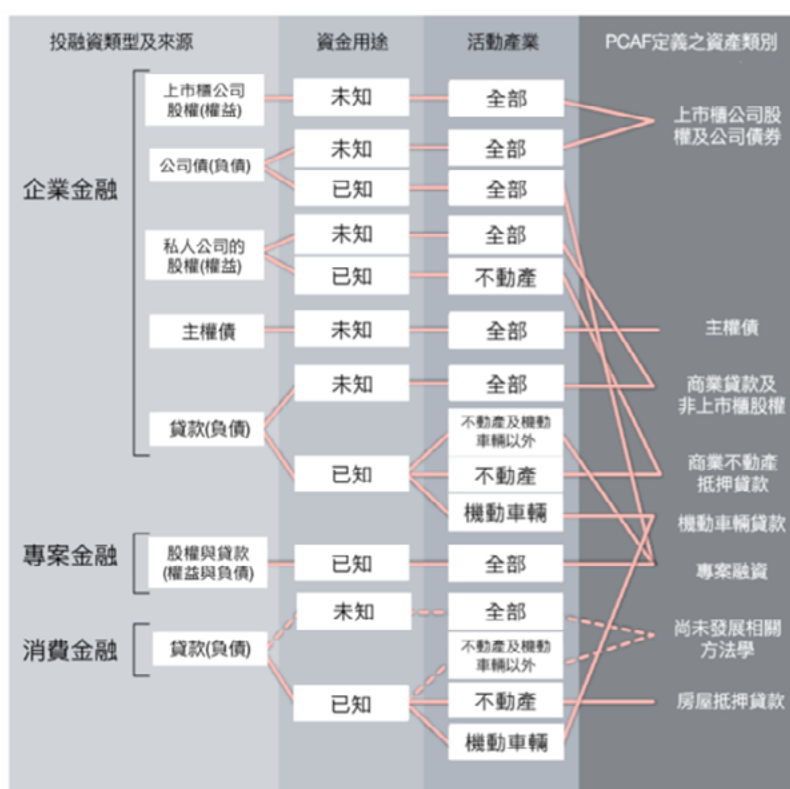 投融資類型及來源
資金用途
活動產業
PCAF定義之資產類別
企業金融
上市櫃公司
股權(權益)
未知
全部
上市櫃公司股
權及公司債券
公司債(負債)
未知
全部
已知
全部
私人公司的
股權(權益)
未知
全部
已知
不動產
主權債
未知
全部
主權債
貸款(負債)
未知
全部
商業貸款及
非上市櫃股權
已知
不動產及機動
車輛以外
不動產
商業不動產
抵押貸款
機動車輛
機動車輛貸款
專案金融
股權與貸款
(權益與負債)
已知
全部
專案融資
消費金融
貸款(負債)
未知
全部
尚未發展相關
方法學
已知
不動產及機動
車輛以外
不動產
房屋抵押貸款
機動車輛